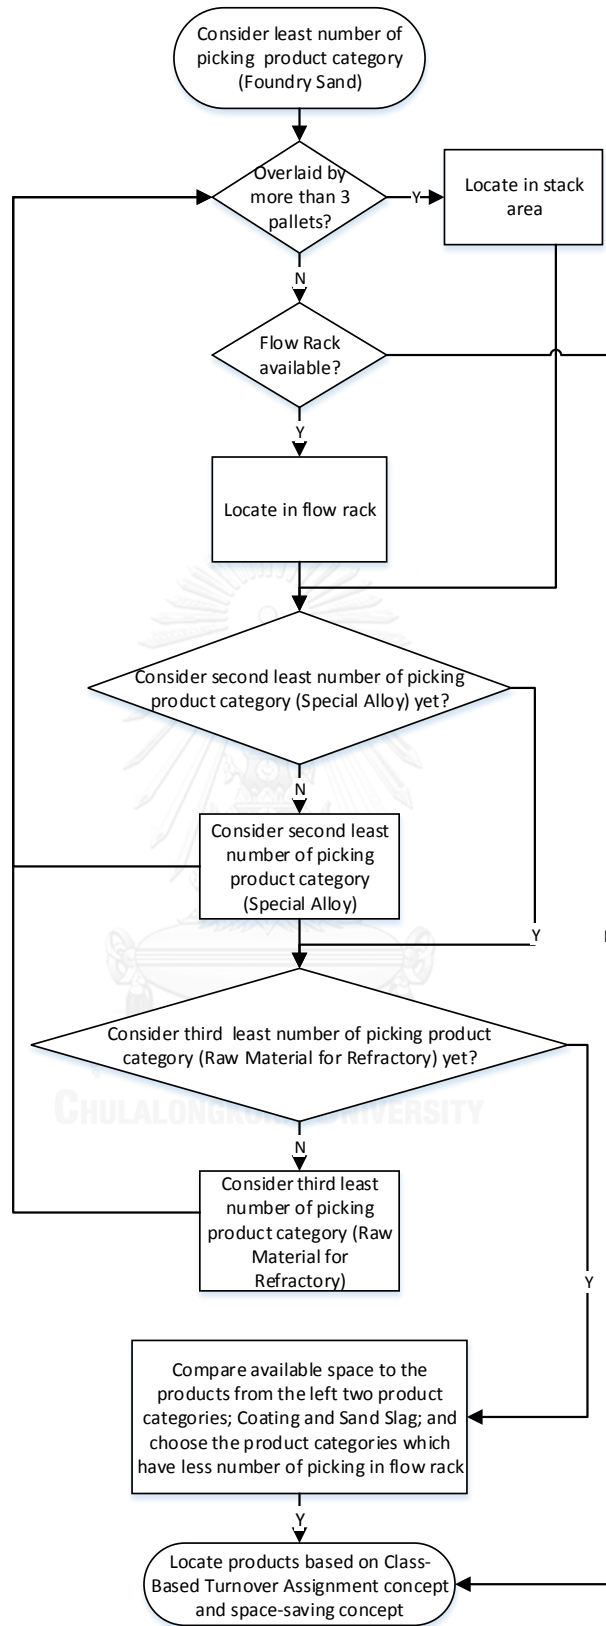 Consider least number of
picking product category
(Foundry Sand)
Overlaid by
more than 3
pallets?
Y
Locate in stack
area
N
Flow Rack
available?
Y
Locate in flow rack
Consider second least number of picking
product category (Special Alloy) yet?
N
Consider second least
number of picking
product category
(Special Alloy)
Y
Consider third least number of picking product
category (Raw Material for Refractory) yet?
CHULALONGKORN UNIVERSITY
N
Consider third least
number of picking
product category (Raw
Material for
Refractory)
Y
Compare available space to the
products from the left two product
categories; Coating and Sand Slag; and
choose the product categories which
have less number of picking in flow rack
Y
Locate products based on Class-
Based Turnover Assignment concept
and space-saving concept